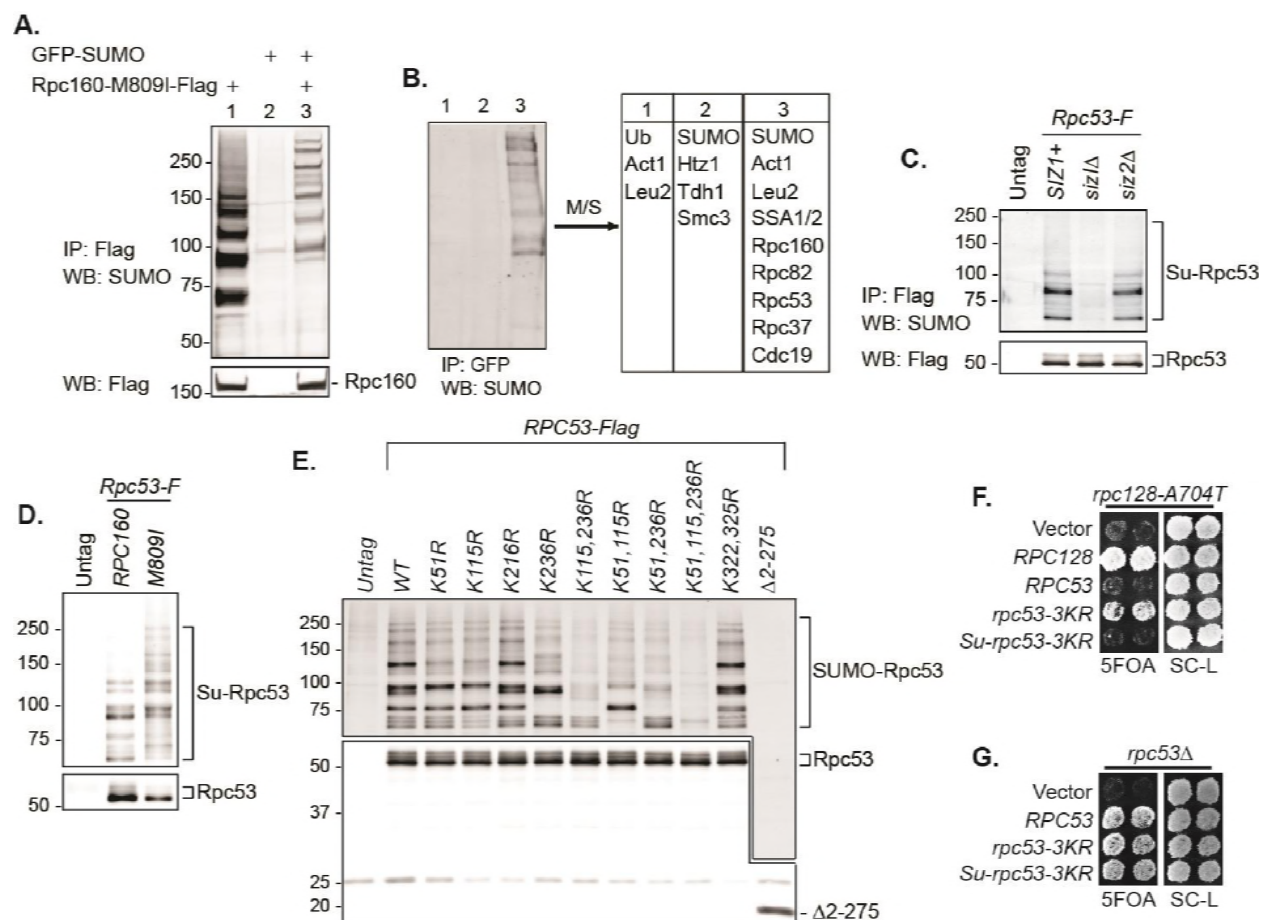 A.
GFP-SUMO + +
Rpc160-M809I-Flag + +
1 2 3
250 -
150 -
100 -
75 -
50 -
IP: Flag
WB: SUMO
WB: Flag
150 -
- Rpc160
B.
1 2 3
IP: GFP
WB: SUMO
M/S
1 2 3
Ub SUMO SUMO
Act1 Htz1 Act1
Leu2 Tdh1 Leu2
Smc3 SSA1/2
Rpc160
Rpc82
Rpc53
Rpc37
Cdc19
C.
Rpc53-F
Untag SIZ1+ siz1Δ siz2Δ
250 -
150 -
100 -
75 -
Su-Rpc53
IP: Flag
WB: SUMO
WB: Flag 50 - Rpc53
D.
Rpc53-F
Untag RPC160 M809I
250 -
150 -
100 -
75 -
Su-Rpc53
50 -
Rpc53
E.
RPC53-Flag
Untag WT K51R K115R K216R K236R K115,236R K51,115R K51,236R K51,115,236R K322,325R Δ2-275
250 -
150 -
100 -
75 -
SUMO-Rpc53
50 -
Rpc53
37 -
25 -
20 -
- Δ2-275
F.
rpc128-A704T
Vector
RPC128
RPC53
rpc53-3KR
Su-rpc53-3KR
5FOA SC-L
G.
rpc53Δ
Vector
RPC53
rpc53-3KR
Su-rpc53-3KR
5FOA SC-L